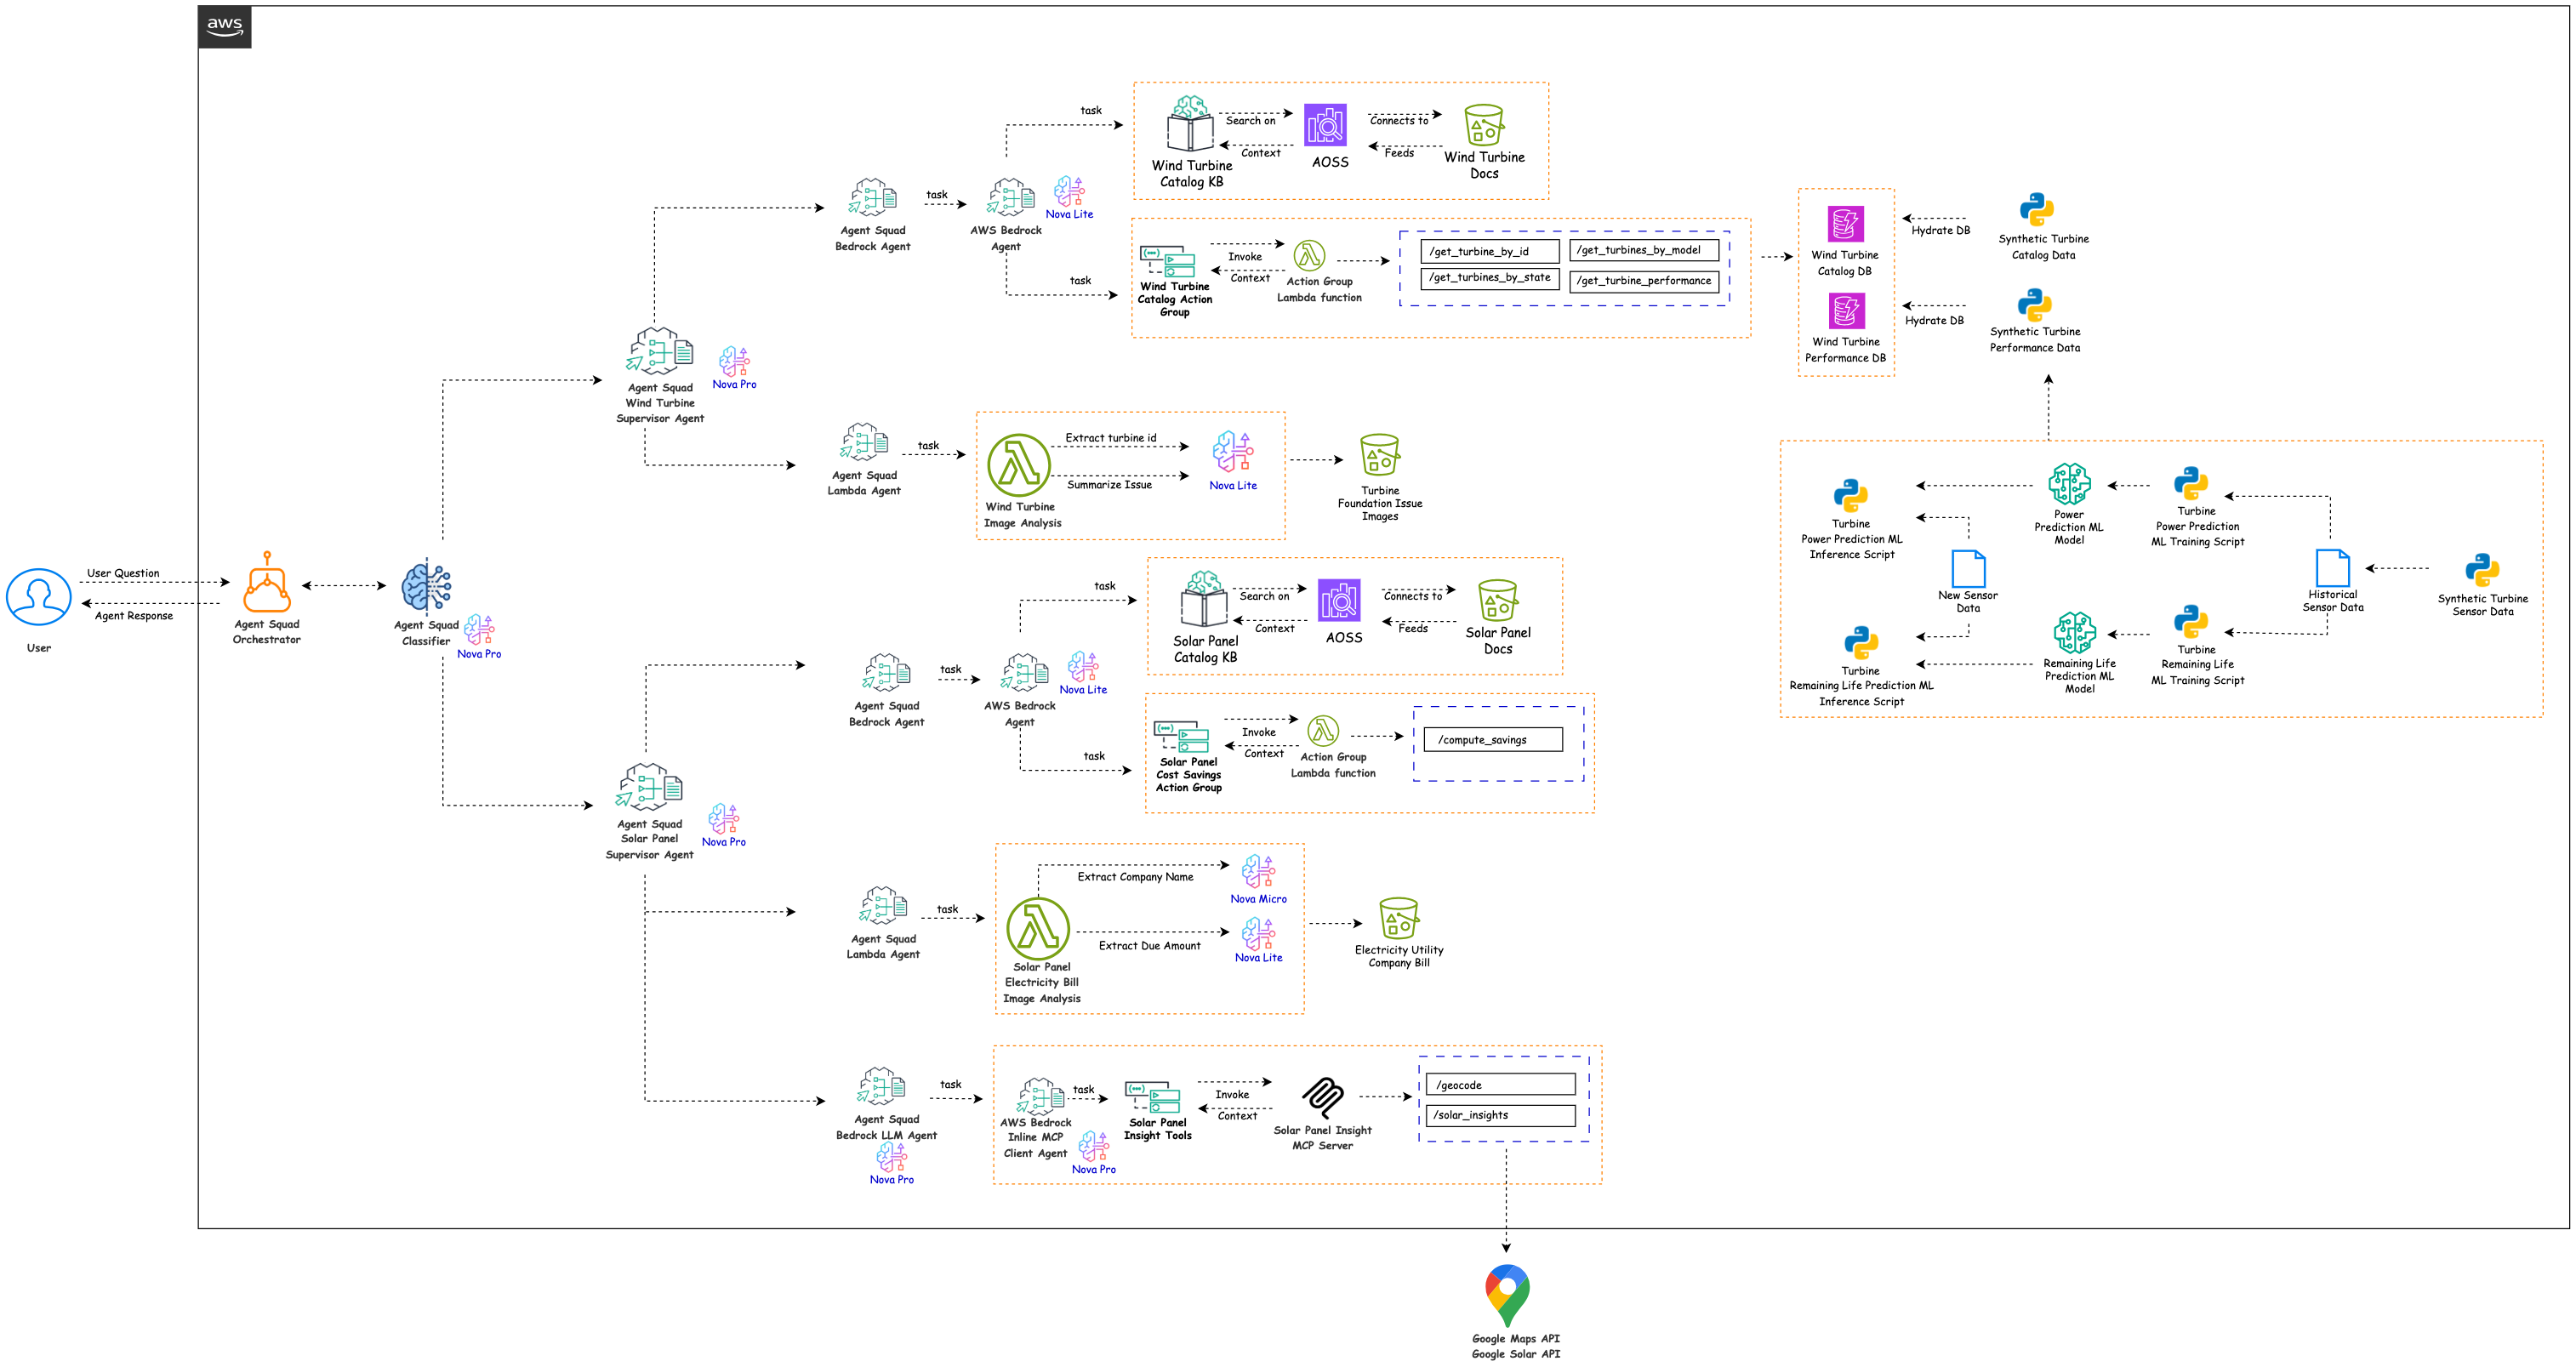 aws
User Question
Agent Response
User
Agent Squad
Orchestrator
Agent Squad
Classifier
Nova Pro
Agent Squad
Wind Turbine
Supervisor Agent
Nova Pro
Agent Squad
Bedrock Agent
task
AWS Bedrock
Agent
Nova Lite
task
Wind Turbine
Catalog KB
Search on
Context
AOSS
Connects to
Feeds
Wind Turbine
Docs
task
Wind Turbine
Catalog Action
Group
Invoke
Context
Action Group
Lambda function
/get_turbine_by_id
/get_turbines_by_model
/get_turbines_by_state
/get_turbine_performance
Wind Turbine
Catalog DB
Wind Turbine
Performance DB
Hydrate DB
Synthetic Turbine
Catalog Data
Hydrate DB
Synthetic Turbine
Performance Data
Agent Squad
Lambda Agent
task
Wind Turbine
Image Analysis
Extract turbine id
Summarize Issue
Nova Lite
Turbine
Foundation Issue
Images
Turbine
Power Prediction ML
Inference Script
Power
Prediction ML
Model
Turbine
Power Prediction
ML Training Script
New Sensor
Data
Historical
Sensor Data
Synthetic Turbine
Sensor Data
Turbine
Remaining Life Prediction ML
Inference Script
Remaining Life
Prediction ML
Model
Turbine
Remaining Life
ML Training Script
Agent Squad
Solar Panel
Supervisor Agent
Nova Pro
Agent Squad
Bedrock Agent
task
AWS Bedrock
Agent
Nova Lite
task
Solar Panel
Catalog KB
Search on
Context
AOSS
Connects to
Feeds
Solar Panel
Docs
task
Solar Panel
Cost Savings
Action Group
Invoke
Context
Action Group
Lambda function
/compute_savings
Agent Squad
Lambda Agent
task
Solar Panel
Electricity Bill
Image Analysis
Extract Company Name
Nova Micro
Extract Due Amount
Nova Lite
Electricity Utility
Company Bill
Agent Squad
Bedrock LLM Agent
Nova Pro
task
AWS Bedrock
Inline MCP
Client Agent
Nova Pro
task
Solar Panel
Insight Tools
Invoke
Context
Solar Panel Insight
MCP Server
/geocode
/solar_insights
Google Maps API
Google Solar API